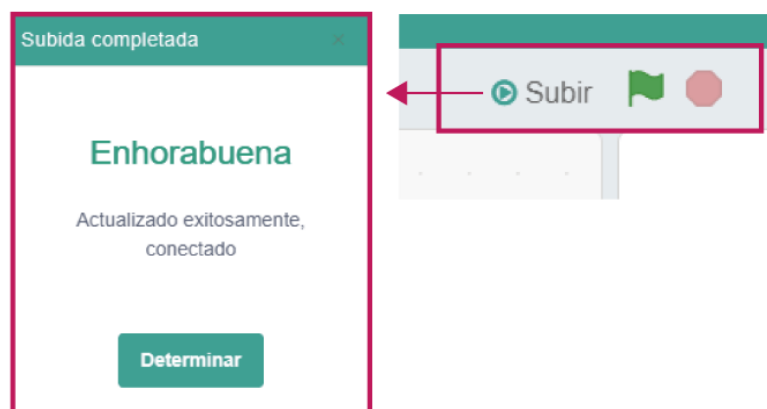 Subida completada
Enhorabuena
Actualizado exitosamente,
conectado
Determinar
Subir